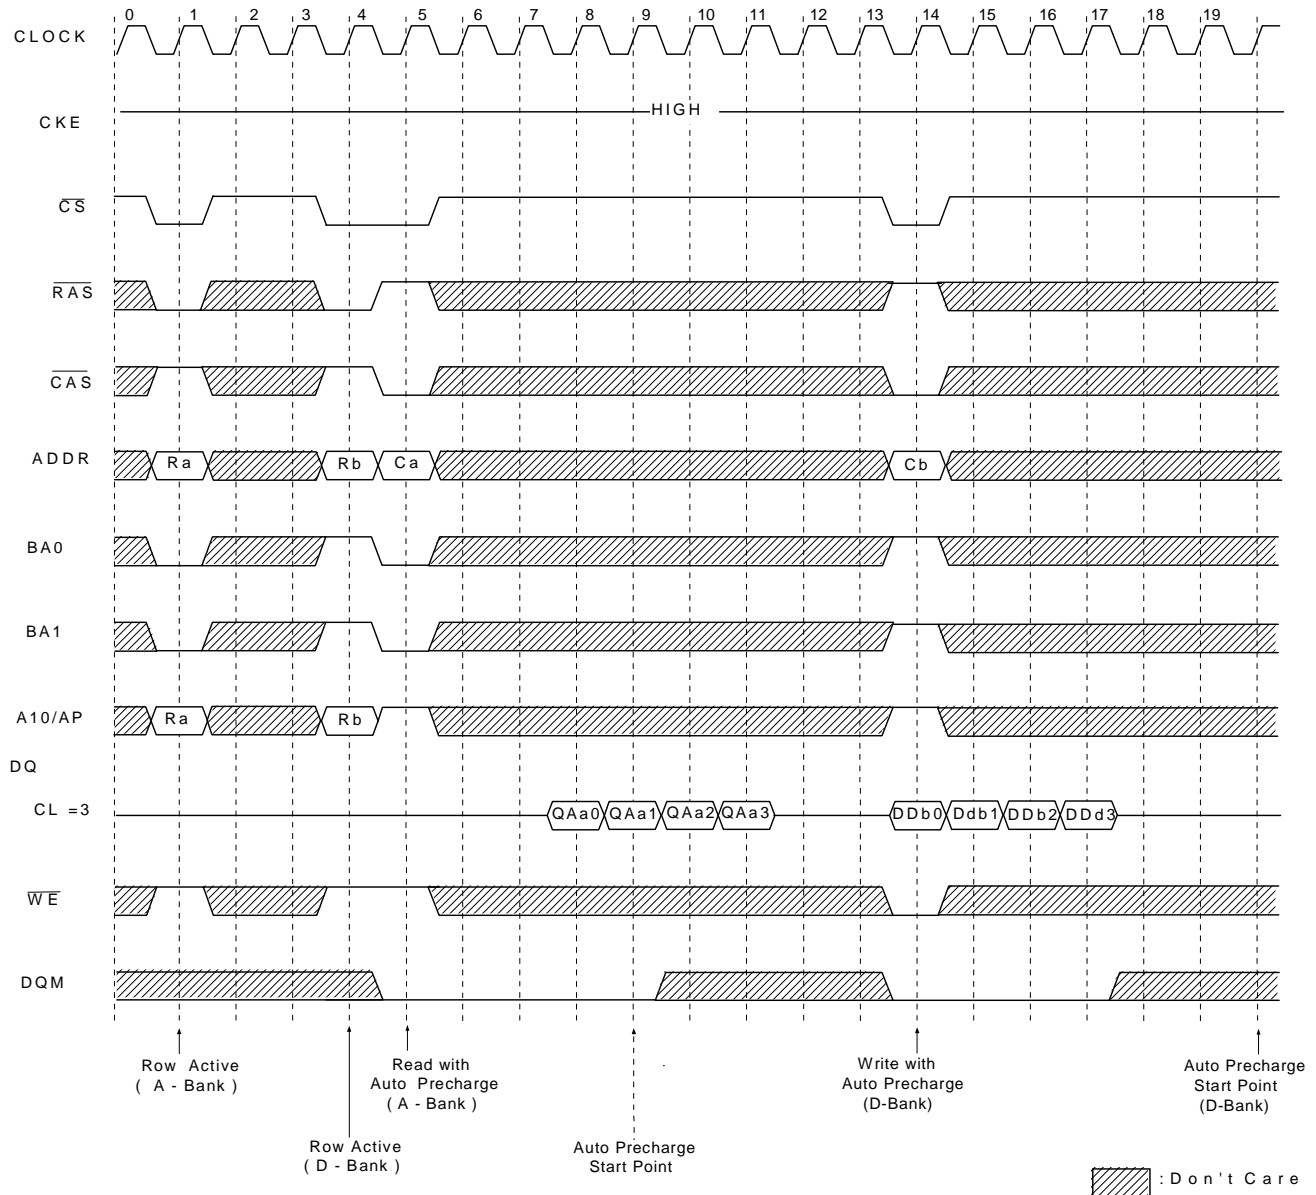 0 1 2 3 4 5 6 7 8 9 10 11 12 13 14 15 16 17 18 19
CLOCK
HIGH
CKE
CS
RAS
CAS
ADDR Ra Rb Ca Cb
BA0
BA1
A10/AP Ra Rb
DQ
CL =3 QAa0 QAa1 QAa2 QAa3 DDb0 Ddb1 DDb2 DDd3
WE
DQM
Row Active
( A - Bank )
Read with
Auto Precharge
( A - Bank )
Write with
Auto Precharge
(D-Bank)
Auto Precharge
Start Point
(D-Bank)
Row Active
( D - Bank )
Auto Precharge
Start Point
: Don't Care